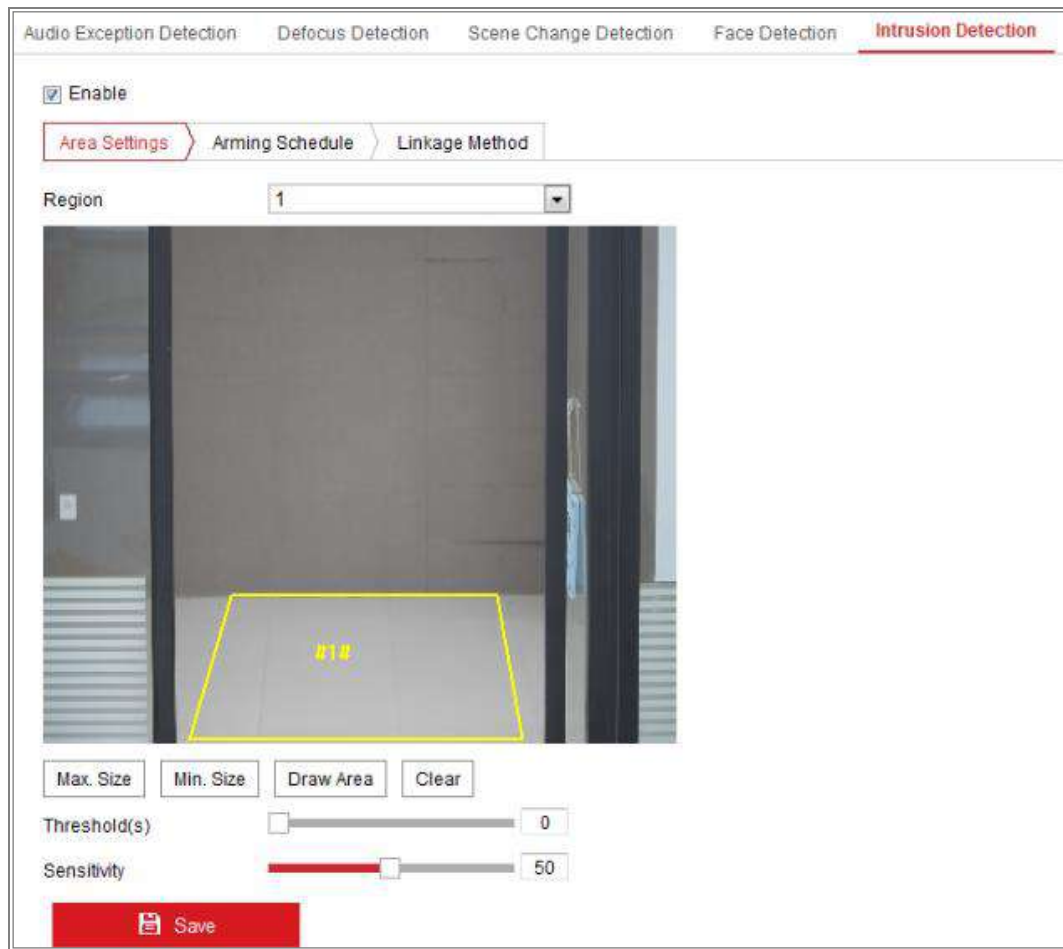 Audio Exception Detection Defocus Detection Scene Change Detection Face Detection Intrusion Detection
Enable
Area Settings Arming Schedule Linkage Method
Region 1
#1#
Max. Size Min. Size Draw Area Clear
Threshold(s) 0
Sensitivity 50
Save